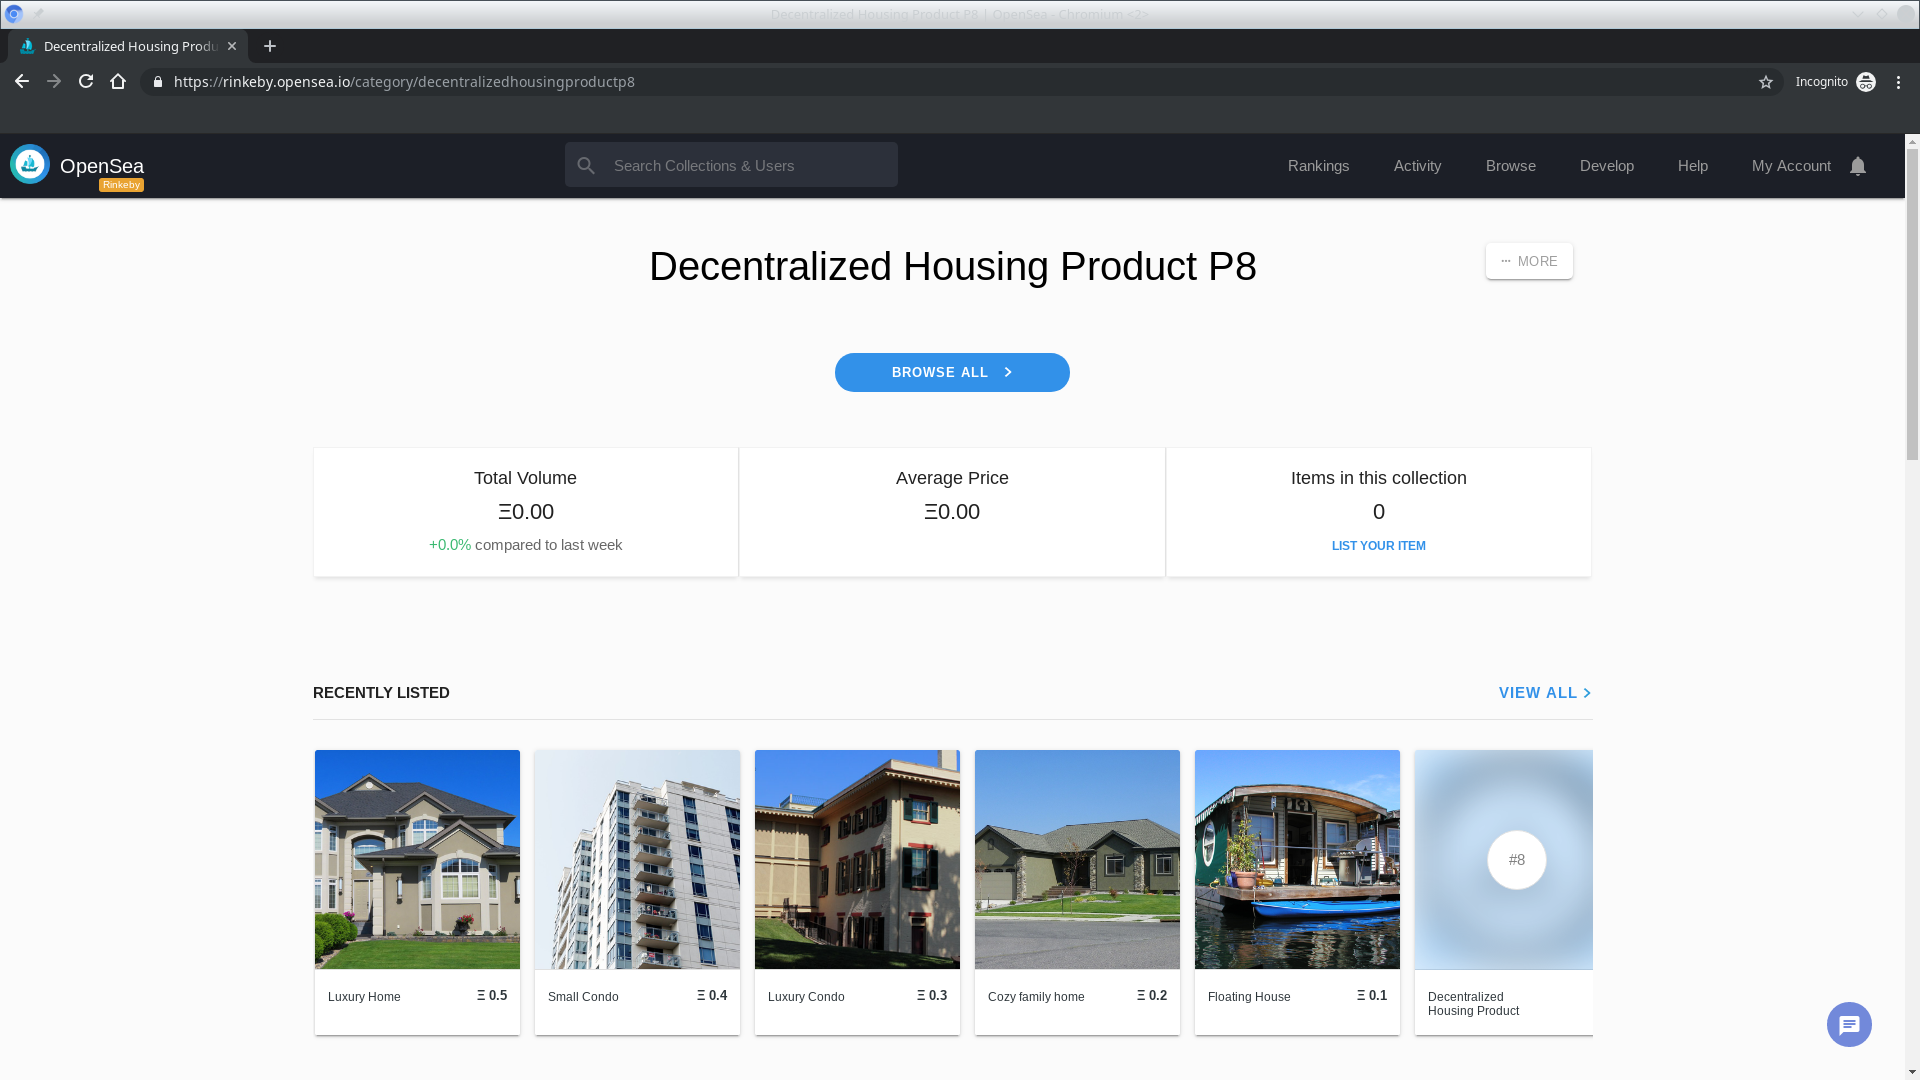 Decentralized Housing Product P8 | OpenSea - Chromium <2>
Decentralized Housing Produ
https://rinkeby.opensea.io/category/decentralizedhousingproductp8
Incognito
OpenSea
Rinkeby
Search Collections & Users
Rankings
Activity
Browse
Develop
Help
My Account
Decentralized Housing Product P8
MORE
BROWSE ALL
Total Volume
Ξ0.00
+0.0% compared to last week
Average Price
Ξ0.00
Items in this collection
0
LIST YOUR ITEM
RECENTLY LISTED
VIEW ALL
#8
Luxury Home
Ξ 0.5
Small Condo
Ξ 0.4
Luxury Condo
Ξ 0.3
Cozy family home
Ξ 0.2
Floating House
Ξ 0.1
Decentralized
Housing Product